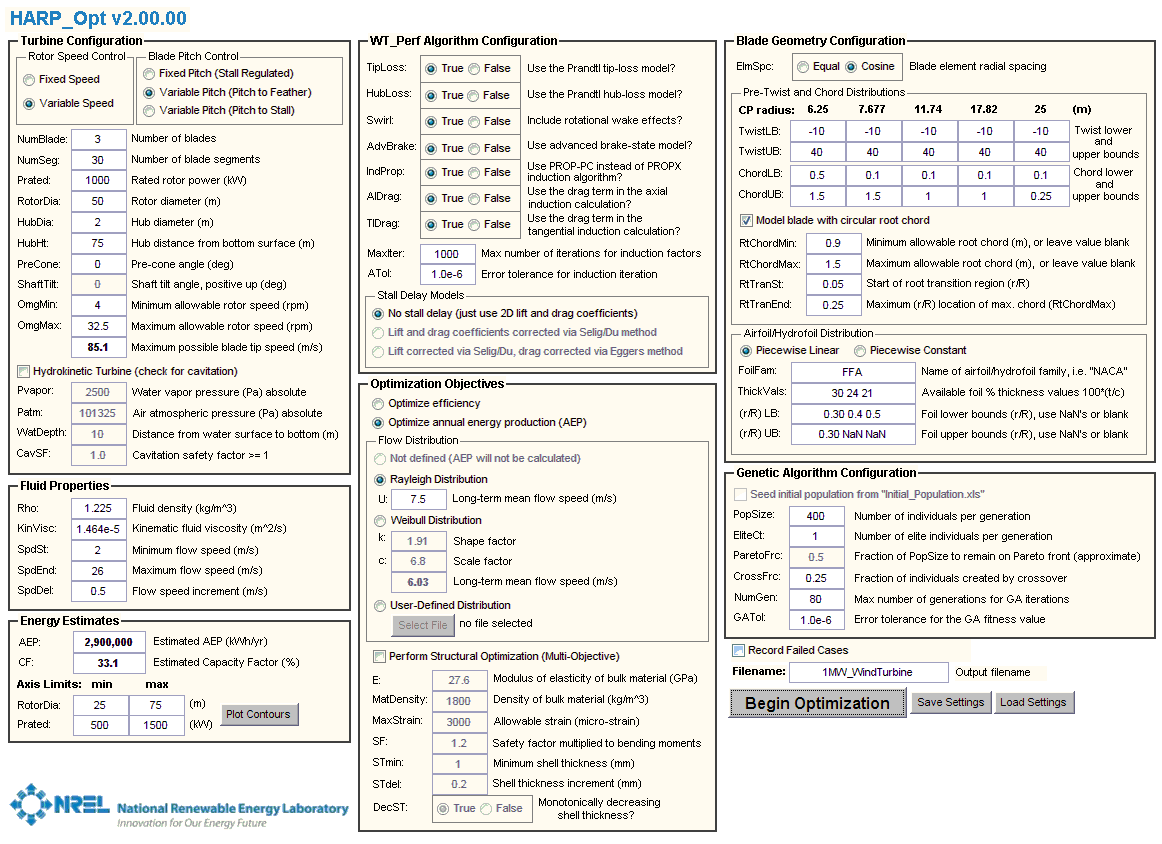 HARP_Opt v2.00.00
Turbine Configuration
Rotor Speed Control
Fixed Speed
Variable Speed
Blade Pitch Control
Fixed Pitch (Stall Regulated)
Variable Pitch (Pitch to Feather)
Variable Pitch (Pitch to Stall)
NumBlade: 3 Number of blades
NumSeg: 30 Number of blade segments
Prated: 1000 Rated rotor power (kW)
RotorDia: 50 Rotor diameter (m)
HubDia: 2 Hub diameter (m)
HubHt: 75 Hub distance from bottom surface (m)
PreCone: 0 Pre-cone angle (deg)
ShaftTilt: 0 Shaft tilt angle, positive up (deg)
OmgMin: 4 Minimum allowable rotor speed (rpm)
OmgMax: 32.5 Maximum allowable rotor speed (rpm)
85.1 Maximum possible blade tip speed (m/s)
Hydrokinetic Turbine (check for cavitation)
Pvapor: 2500 Water vapor pressure (Pa) absolute
Patm: 101325 Air atmospheric pressure (Pa) absolute
WatDepth: 10 Distance from water surface to bottom (m)
CavSF: 1.0 Cavitation safety factor >= 1
Fluid Properties
Rho: 1.225 Fluid density (kg/m^3)
KinVisc: 1.464e-5 Kinematic fluid viscosity (m^2/s)
SpdSt: 2 Minimum flow speed (m/s)
SpdEnd: 26 Maximum flow speed (m/s)
SpdDel: 0.5 Flow speed increment (m/s)
Energy Estimates
AEP: 2,900,000 Estimated AEP (kWh/yr)
CF: 33.1 Estimated Capacity Factor (%)
Axis Limits: min max
RotorDia: 25 75 (m)
Prated: 500 1500 (kW)
Plot Contours
NREL National Renewable Energy Laboratory
Innovation for Our Energy Future
WT_Perf Algorithm Configuration
TipLoss: True False Use the Prandtl tip-loss model?
HubLoss: True False Use the Prandtl hub-loss model?
Swirl: True False Include rotational wake effects?
AdvBrake: True False Use advanced brake-state model?
IndProp: True False Use PROP-PC instead of PROPX
induction algorithm?
AIDrag: True False Use the drag term in the axial
induction calculation?
TIDrag: True False Use the drag term in the
tangential induction calculation?
MaxIter: 1000 Max number of iterations for induction factors
ATol: 1.0e-6 Error tolerance for induction iteration
Stall Delay Models
No stall delay (just use 2D lift and drag coefficients)
Lift and drag coefficients corrected via Selig/Du method
Lift corrected via Selig/Du, drag corrected via Eggers method
Optimization Objectives
Optimize efficiency
Optimize annual energy production (AEP)
Flow Distribution
Not defined (AEP will not be calculated)
Rayleigh Distribution
U: 7.5 Long-term mean flow speed (m/s)
Weibull Distribution
k: 1.91 Shape factor
c: 6.8 Scale factor
6.03 Long-term mean flow speed (m/s)
User-Defined Distribution
Select File no file selected
Perform Structural Optimization (Multi-Objective)
E: 27.6 Modulus of elasticity of bulk material (GPa)
MatDensity: 1800 Density of bulk material (kg/m^3)
MaxStrain: 3000 Allowable strain (micro-strain)
SF: 1.2 Safety factor multiplied to bending moments
STmin: 1 Minimum shell thickness (mm)
STdel: 0.2 Shell thickness increment (mm)
DecST: True False Monotonically decreasing
shell thickness?
Blade Geometry Configuration
ElmSpc: Equal Cosine Blade element radial spacing
Pre-Twist and Chord Distributions
CP radius: 6.25 7.677 11.74 17.82 25 (m)
TwistLB: -10 -10 -10 -10 -10 Twist lower
and
TwistUB: 40 40 40 40 40 upper bounds
ChordLB: 0.5 0.1 0.1 0.1 0.1 Chord lower
and
ChordUB: 1.5 1.5 1 1 0.25 upper bounds
Model blade with circular root chord
RtChordMin: 0.9 Minimum allowable root chord (m), or leave value blank
RtChordMax: 1.5 Maximum allowable root chord (m), or leave value blank
RtTranSt: 0.05 Start of root transition region (r/R)
RtTranEnd: 0.25 Maximum (r/R) location of max. chord (RtChordMax)
Airfoil/Hydrofoil Distribution
Piecewise Linear Piecewise Constant
FoilFam: FFA Name of airfoil/hydrofoil family, i.e. "NACA"
ThickVals: 30 24 21 Available foil % thickness values 100*(t/c)
(r/R) LB: 0.30 0.4 0.5 Foil lower bounds (r/R), use NaN's or blank
(r/R) UB: 0.30 NaN NaN Foil upper bounds (r/R), use NaN's or blank
Genetic Algorithm Configuration
Seed initial population from "Initial_Population.xls"
PopSize: 400 Number of individuals per generation
EliteCt: 1 Number of elite individuals per generation
ParetoFrc: 0.5 Fraction of PopSize to remain on Pareto front (approximate)
CrossFrc: 0.25 Fraction of individuals created by crossover
NumGen: 80 Max number of generations for GA iterations
GATol: 1.0e-6 Error tolerance for the GA fitness value
Record Failed Cases
Filename: 1MW_WindTurbine Output filename
Begin Optimization Save Settings Load Settings